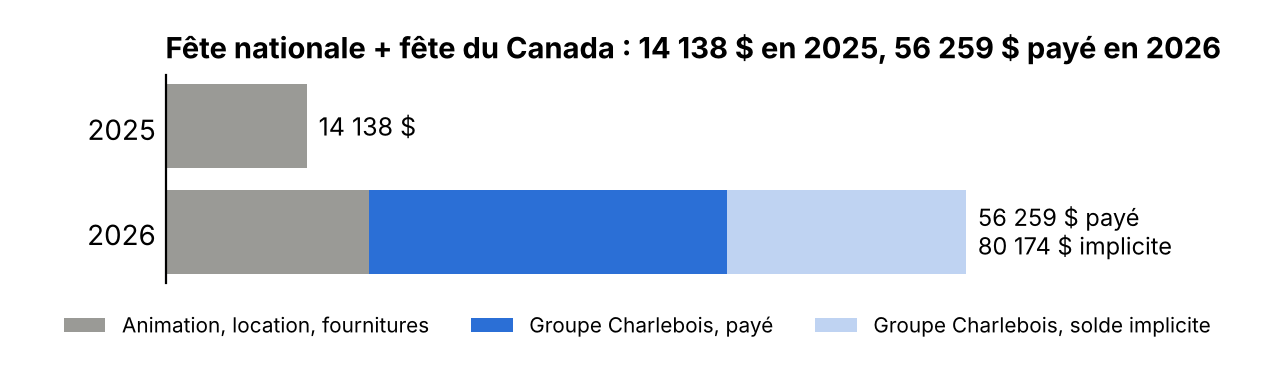 Fête nationale + fête du Canada : 14 138 $ en 2025, 56 259 $ payé en 2026
2025
14 138 $
2026
56 259 $ payé
80 174 $ implicite
Animation, location, fournitures
Groupe Charlebois, payé
Groupe Charlebois, solde implicite